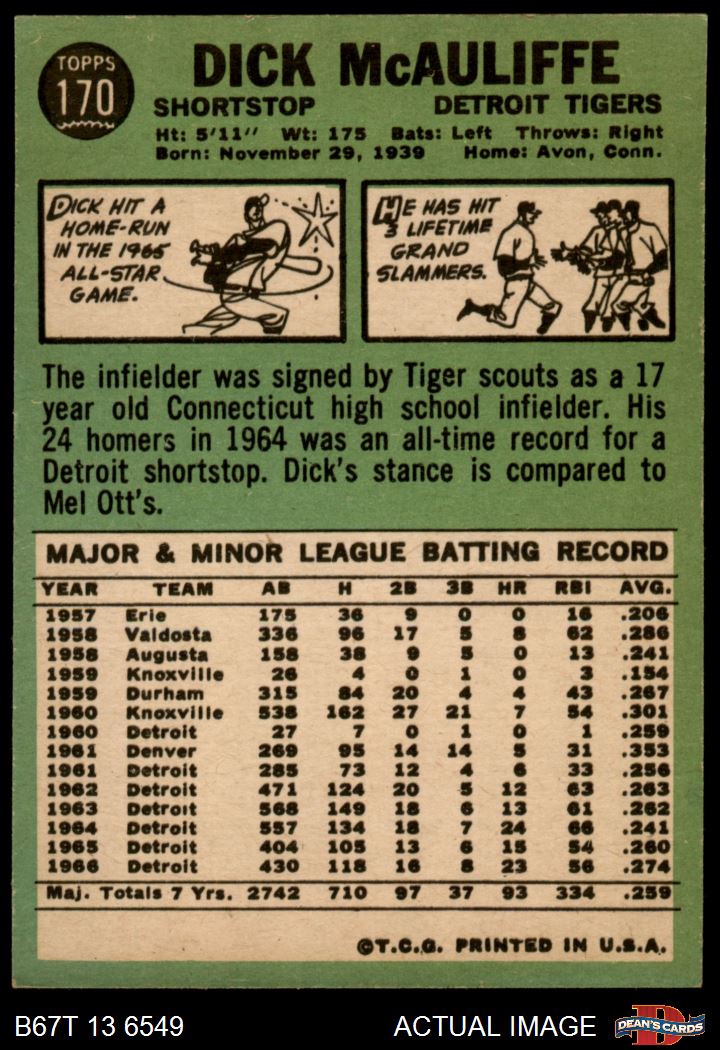 TOPPS
170
DICK McAULIFFE
SHORTSTOP DETROIT TIGERS
Ht: 5'11" Wt: 175 Bats: Left Throws: Right
Born: November 29, 1939 Home: Avon, Conn.
DICK HIT A
HOME-RUN
IN THE 1965
ALL-STAR
GAME.
HE HAS HIT
3 LIFETIME
GRAND
SLAMMERS.
The infielder was signed by Tiger scouts as a 17
year old Connecticut high school infielder. His
24 homers in 1964 was an all-time record for a
Detroit shortstop. Dick's stance is compared to
Mel Ott's.
MAJOR & MINOR LEAGUE BATTING RECORD
YEAR TEAM AB H 2B 3B HR RBI AVG.
1957 Erie 175 36 9 0 0 16 .206
1958 Valdosta 336 96 17 5 8 62 .286
1958 Augusta 158 38 9 5 0 13 .241
1959 Knoxville 26 4 0 1 0 3 .154
1959 Durham 315 84 20 4 4 43 .267
1960 Knoxville 538 162 27 21 7 54 .301
1960 Detroit 27 7 0 1 0 1 .259
1961 Denver 269 95 14 14 5 31 .353
1961 Detroit 285 73 12 4 6 33 .256
1962 Detroit 471 124 20 5 12 63 .263
1963 Detroit 568 149 18 6 13 61 .262
1964 Detroit 557 134 18 7 24 66 .241
1965 Detroit 404 105 13 6 15 54 .260
1966 Detroit 430 118 16 8 23 56 .274
Maj. Totals 7 Yrs. 2742 710 97 37 93 334 .259
©T.C.G. PRINTED IN U.S.A.
B67T 13 6549 ACTUAL IMAGE DEAN'S CARDS